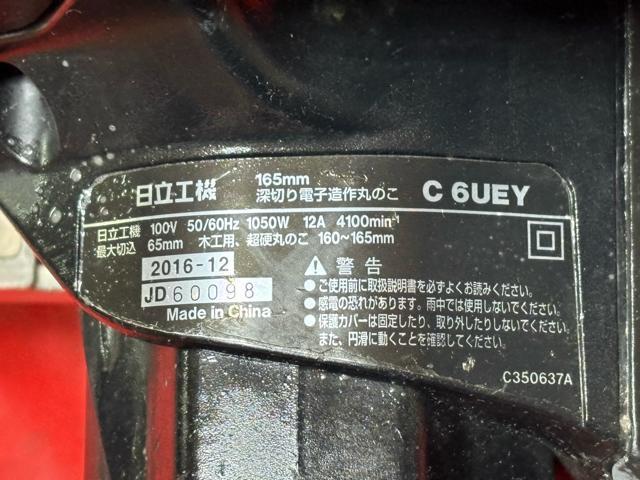 日立工機 165mm 深切り電子造作丸のこ C 6UEY
日立工機 100V 50/60Hz 1050W 12A 4100min-1
最大切込 65mm 木工用、超硬丸のこ 160~165mm
2016-12
JD 60098
Made in China
警告
●ご使用前に取扱説明書を必ずよくお読みください。
●感電の恐れがあります。雨中では使用しないでください。
●保護カバーは固定したり、取り外したりしないでください。
また、円滑に動くことを確認してください。
C350637A